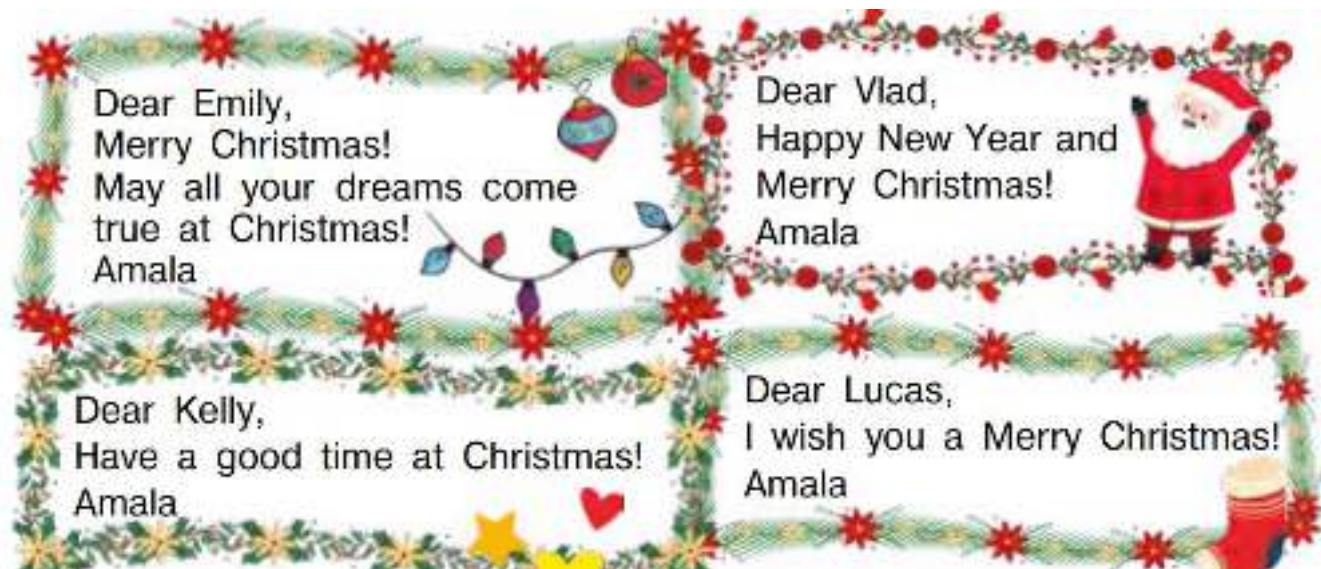 Dear Emily,
Merry Christmas!
May all your dreams come
true at Christmas!
Amala
Dear Vlad,
Happy New Year and
Merry Christmas!
Amala
Dear Kelly,
Have a good time at Christmas!
Amala
Dear Lucas,
I wish you a Merry Christmas!
Amala